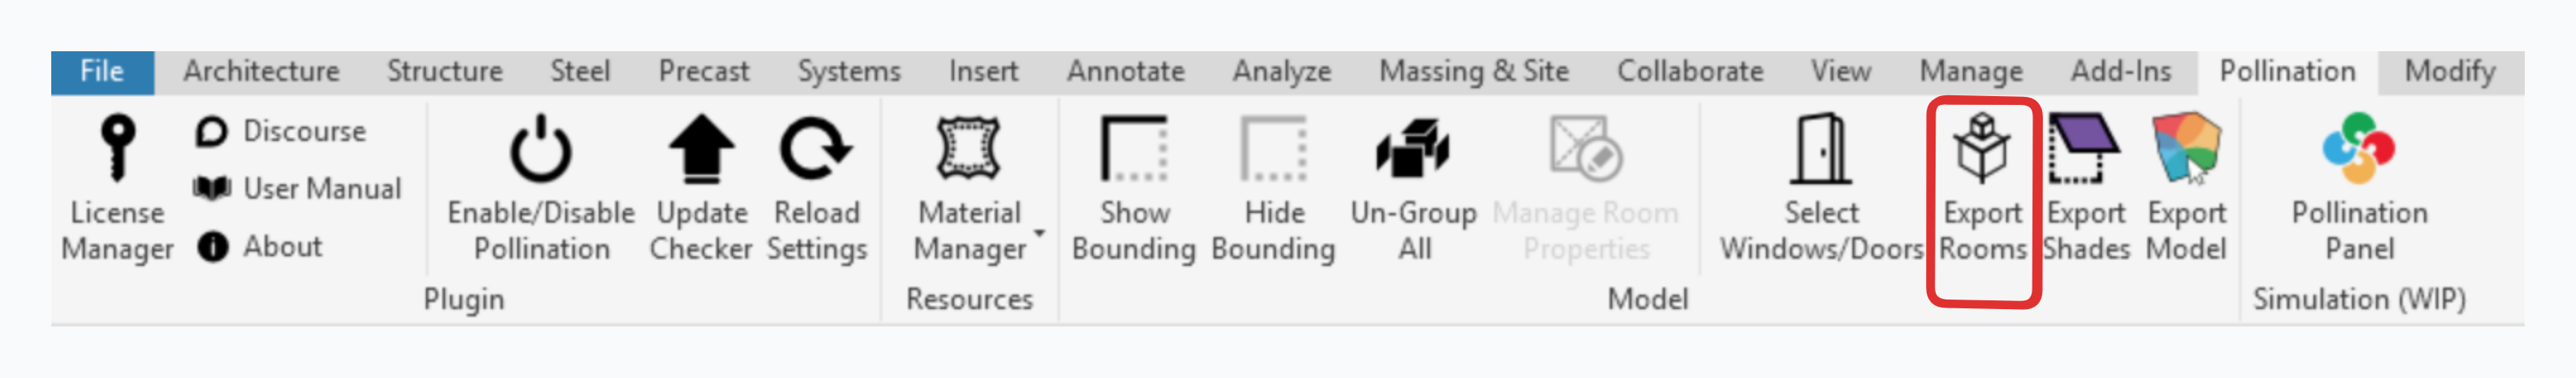 File Architecture Structure Steel Precast Systems Insert Annotate Analyze Massing & Site Collaborate View Manage Add-Ins Pollination Modify
License Manager
Discourse
User Manual
About
Enable/Disable Pollination
Update Checker
Reload Settings
Plugin
Material Manager
Resources
Show Bounding
Hide Bounding
Un-Group All
Manage Room Properties
Select Windows/Doors
Export Rooms
Export Shades
Export Model
Model
Pollination Panel
Simulation (WIP)